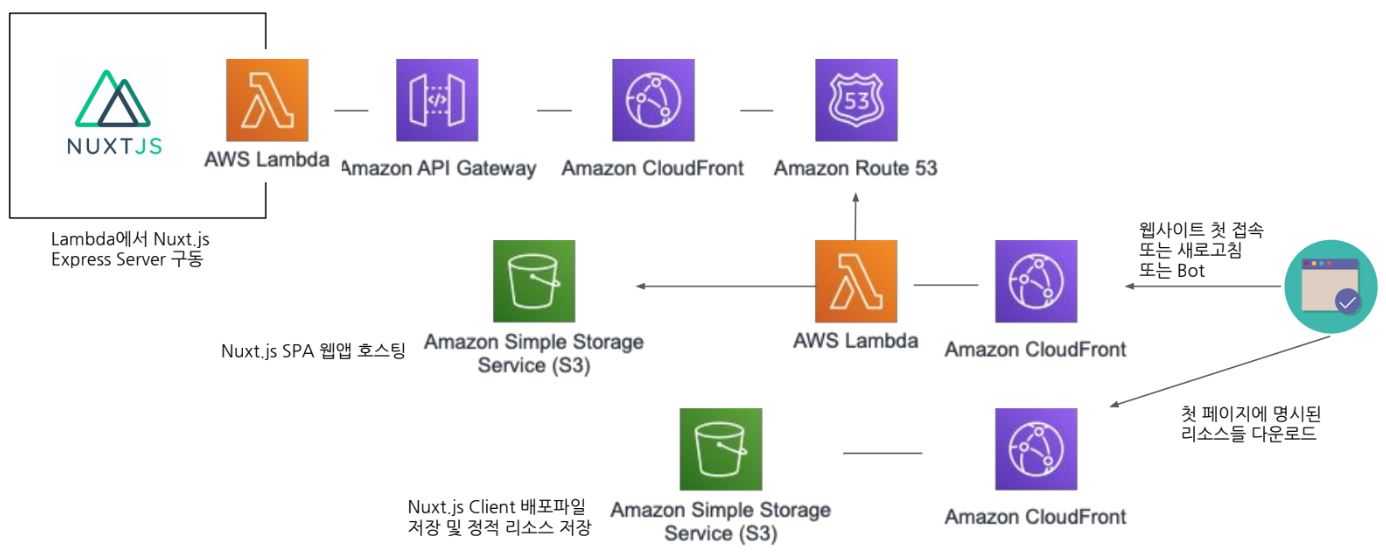 NUXTJS
AWS Lambda
Amazon API Gateway
Amazon CloudFront
53
Amazon Route 53
Lambda에서 Nuxt.js
Express Server 구동
웹사이트 첫 접속
또는 새로고침
또는 Bot
Nuxt.js SPA 웹앱 호스팅
Amazon Simple Storage
Service (S3)
AWS Lambda
Amazon CloudFront
첫 페이지에 명시된
리소스들 다운로드
Nuxt.js Client 배포파일
저장 및 정적 리소스 저장
Amazon Simple Storage
Service (S3)
Amazon CloudFront